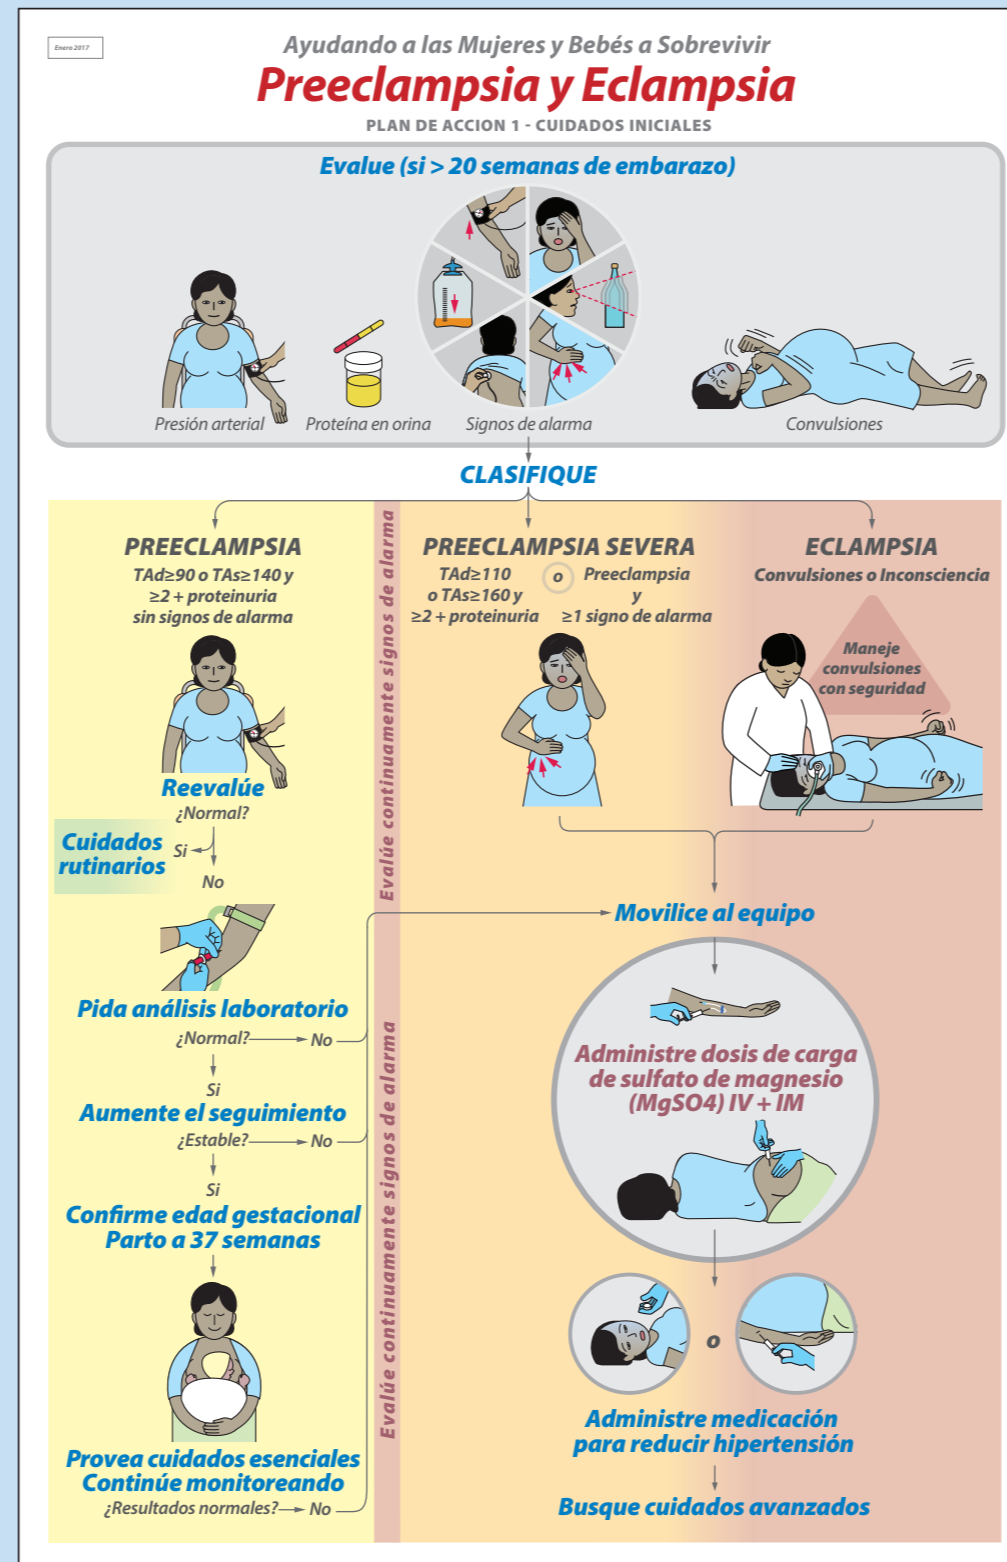 Enero 2017
Ayudando a las Mujeres y Bebés a Sobrevivir
Preeclampsia y Eclampsia
PLAN DE ACCION 1 - CUIDADOS INICIALES
Evalue (si > 20 semanas de embarazo)
Presión arterial
Proteína en orina
Signos de alarma
Convulsiones
CLASIFIQUE
PREECLAMPSIA
TAd≥90 o TAs≥140 y
≥2 + proteinuria
sin signos de alarma
Reevalúe
¿Normal?
Cuidados
rutinarios
Si
No
Pida análisis laboratorio
¿Normal?
No
Si
Aumente el seguimiento
¿Estable?
No
Si
Confirme edad gestacional
Parto a 37 semanas
Provea cuidados esenciales
Continúe monitoreando
¿Resultados normales?
No
Evalúe continuamente signos de alarma
Evalúe continuamente signos de alarma
PREECLAMPSIA SEVERA
TAd≥110
o TAs≥160 y
≥2 + proteinuria
o
Preeclampsia
y
≥1 signo de alarma
ECLAMPSIA
Convulsiones o Inconsciencia
Maneje
convulsiones
con seguridad
Movilice al equipo
Administre dosis de carga
de sulfato de magnesio
(MgSO4) IV + IM
o
Administre medicación
para reducir hipertensión
Busque cuidados avanzados